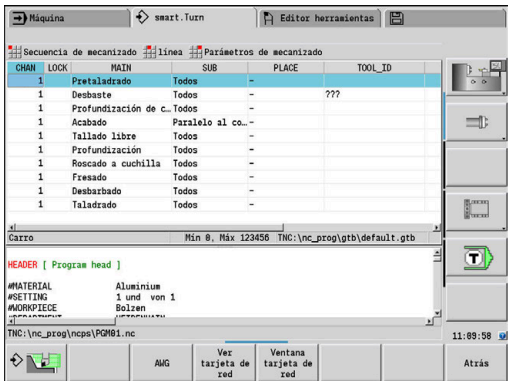 Máquina
smart.Turn
Editor herramientas
Secuencia de mecanizado línea Parámetros de mecanizado
CHAN LOCK MAIN SUB PLACE TOOL_ID
1 Pretaladrado Todos -
1 Desbaste Todos - ???
1 Profundización de c… Todos -
1 Acabado Paralelo al co… -
1 Tallado libre Todos -
1 Profundización Todos -
1 Roscado a cuchilla Todos -
1 Fresado Todos -
1 Desbarbado Todos -
1 Taladrado Todos -
Carro Mín 0, Máx 123456 TNC:\nc_prog\gtb\default.gtb
HEADER [ Program head ]
#MATERIAL Aluminium
#SETTING 1 und von 1
#WORKPIECE Bolzen
TNC:\nc_prog\ncps\PGM01.nc
T
11:09:58
AWG
Ver tarjeta de red
Ventana tarjeta de red
Atrás